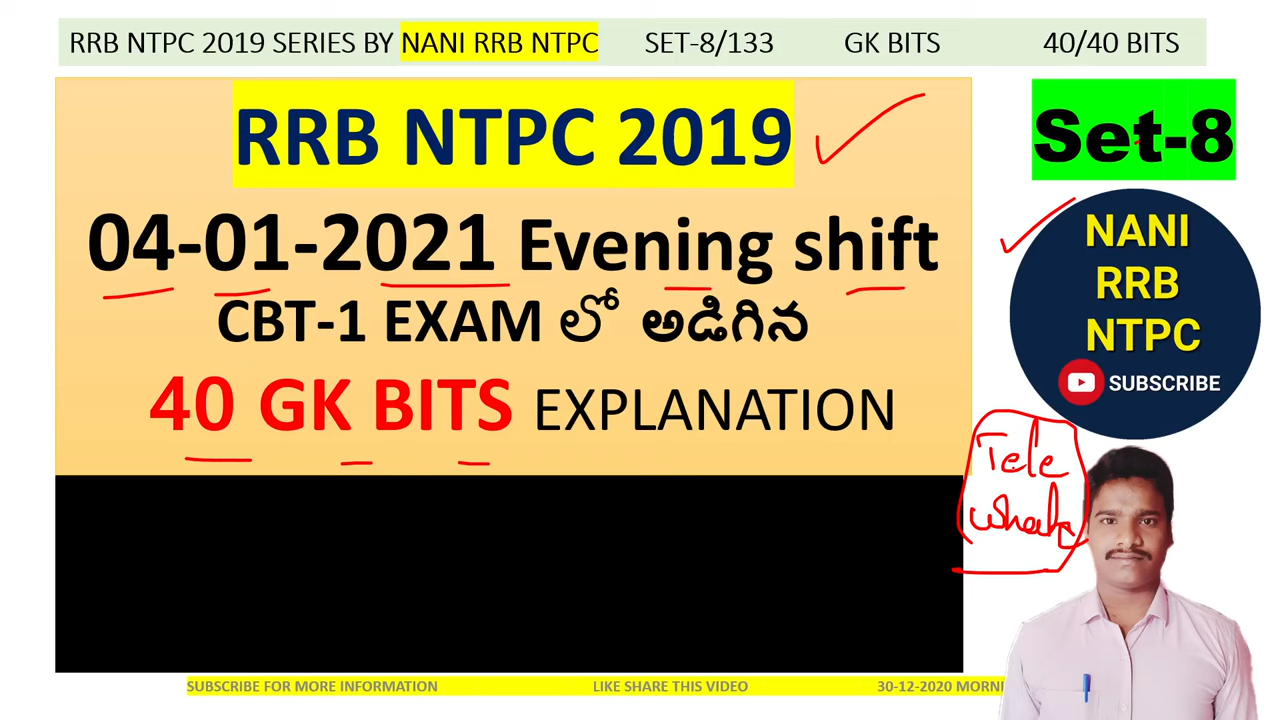 RRB NTPC 2019 SERIES BY NANI RRB NTPC SET-8/133 GK BITS 40/40 BITS
RRB NTPC 2019
Set-8
04-01-2021 Evening shift
CBT-1 EXAM లో అడిగిన
40 GK BITS EXPLANATION
NANI
RRB
NTPC
SUBSCRIBE
Tele
SUBSCRIBE FOR MORE INFORMATION LIKE SHARE THIS VIDEO 30-12-2020 MORNI